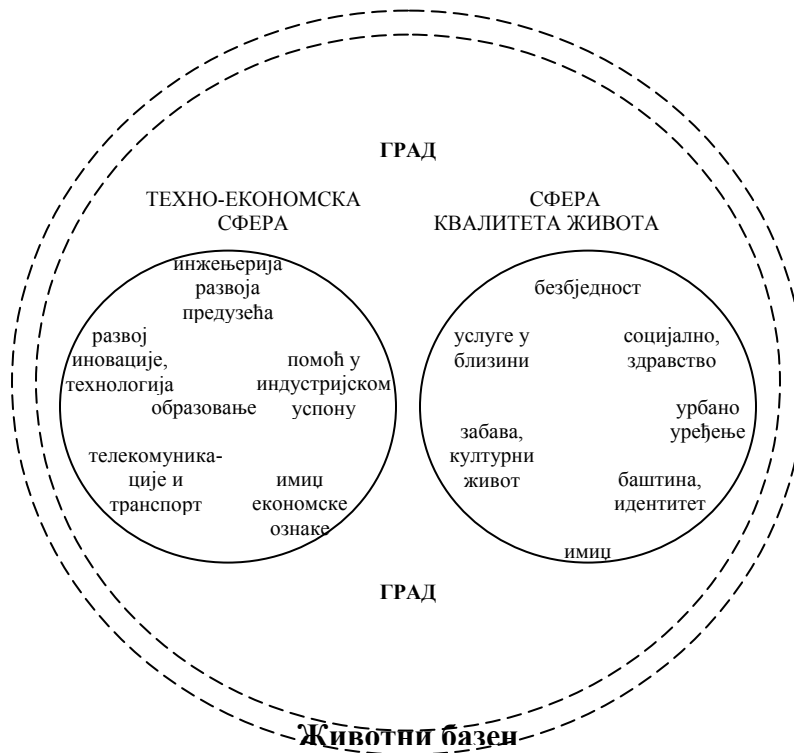 ГРАД
ТЕХНО-ЕКОНОМСКА
СФЕРА
СФЕРА
КВАЛИТЕТА ЖИВОТА
инжењерија
развоја
предузећа
развој
иновације,
технологија
помоћ у
индустријском
успону
образовање
телекомуника-
ције и
транспорт
имиџ
економске
ознаке
безбједност
услуге у
близини
социјално,
здравство
урбано
уређење
забава,
културни
живот
баштина,
идентитет
имиџ
ГРАД
Животни базен